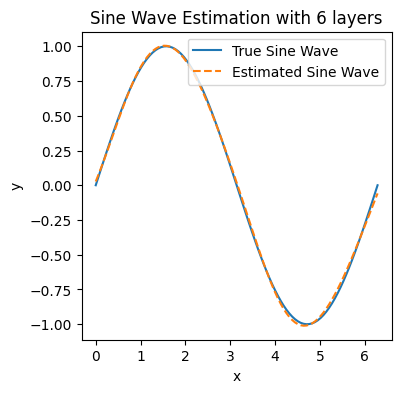 Sine Wave Estimation with 6 layers
True Sine Wave
Estimated Sine Wave
1.00
0.75
0.50
0.25
0.00
−0.25
−0.50
−0.75
−1.00
y
0 1 2 3 4 5 6
x